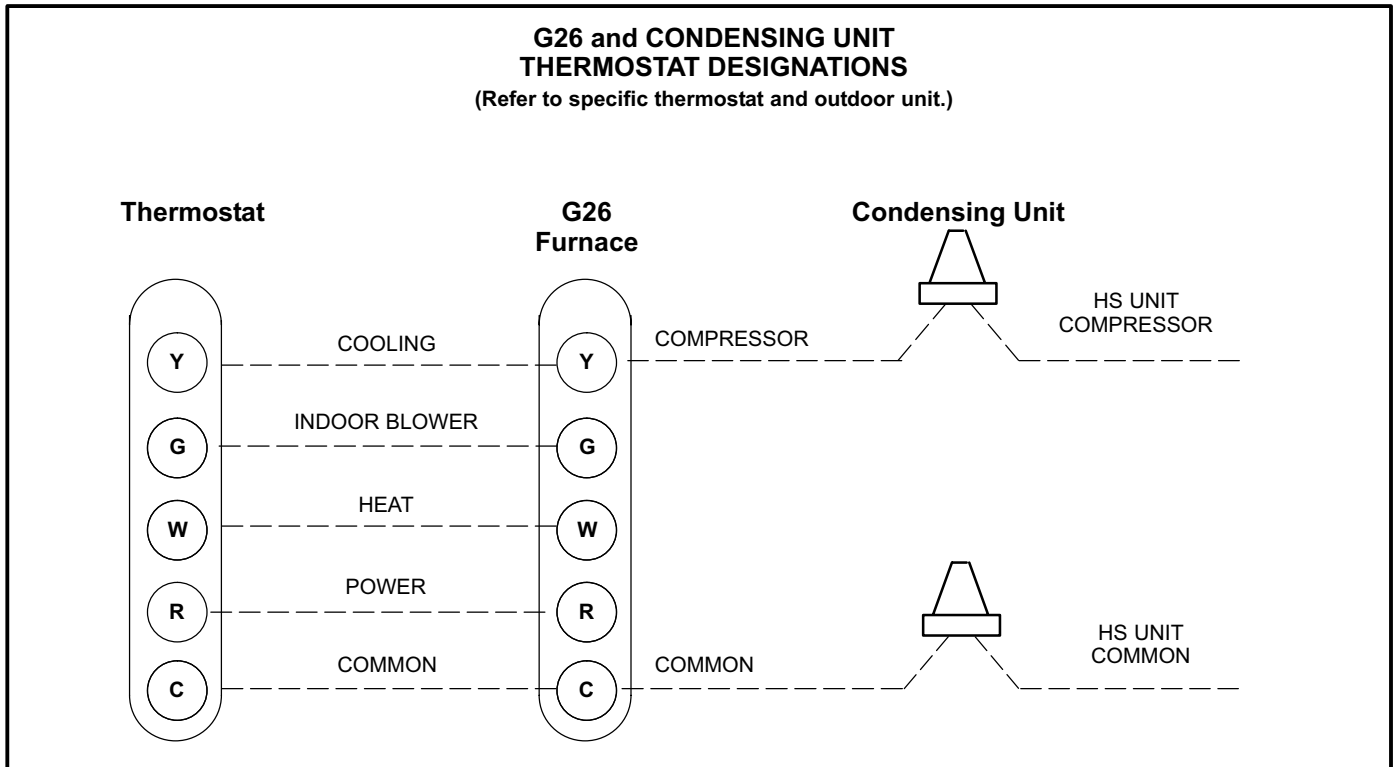 G26 and CONDENSING UNIT
THERMOSTAT DESIGNATIONS
(Refer to specific thermostat and outdoor unit.)
Thermostat
G26
Furnace
Condensing Unit
Y
COOLING
Y
COMPRESSOR
HS UNIT
COMPRESSOR
G
INDOOR BLOWER
G
W
HEAT
W
R
POWER
R
C
COMMON
C
COMMON
HS UNIT
COMMON